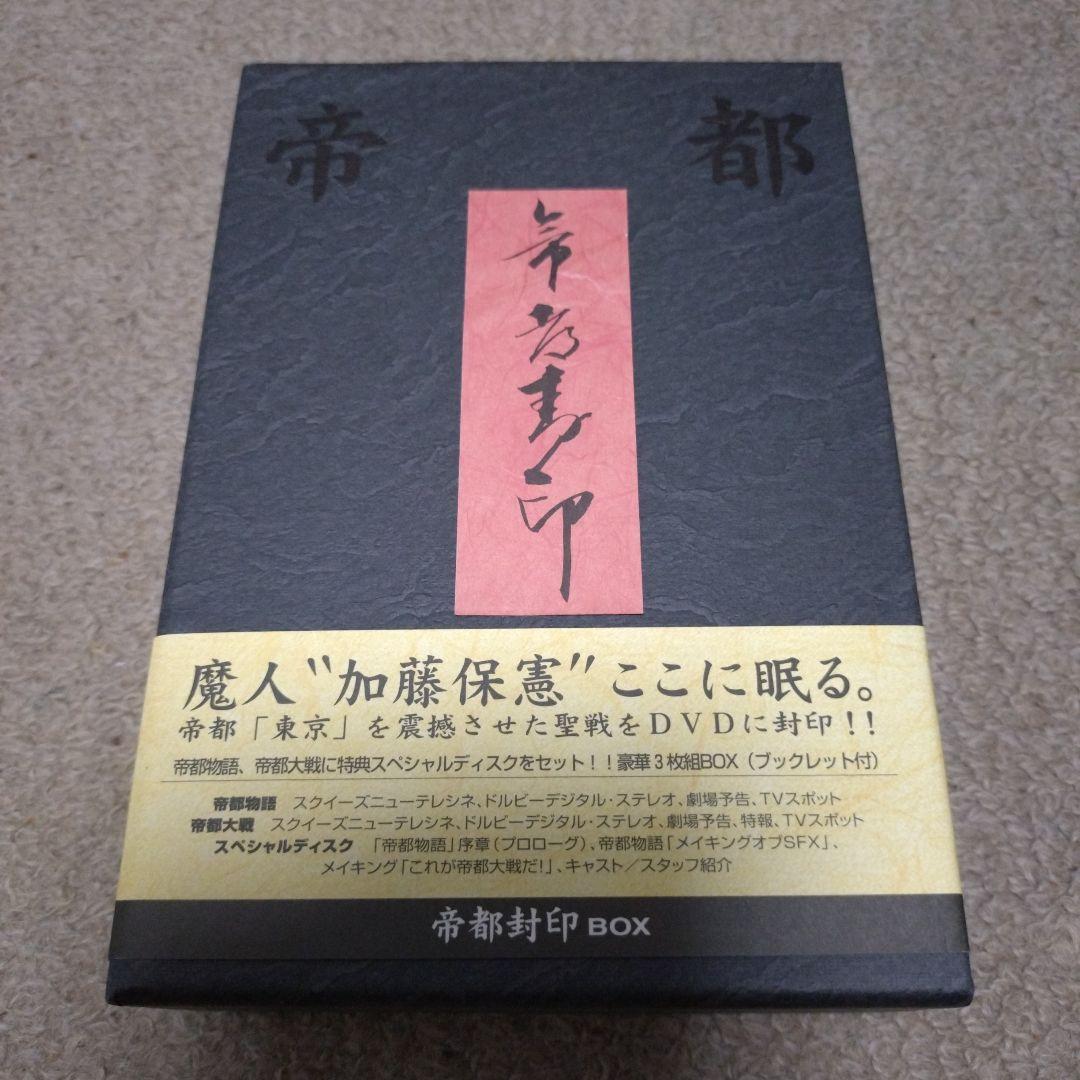 帝 都
帝都封印
魔人"加藤保憲"ここに眠る。
帝都「東京」を震撼させた聖戦をDVDに封印!!
帝都物語、帝都大戦に特典スペシャルディスクをセット!!豪華3枚組BOX(ブックレット付)
帝都物語 スクイーズニューテレシネ、ドルビーデジタル・ステレオ、劇場予告、TVスポット
帝都大戦 スクイーズニューテレシネ、ドルビーデジタル・ステレオ、劇場予告、特報、TVスポット
スペシャルディスク 「帝都物語」序章(プロローグ)、帝都物語「メイキングオブSFX」、
メイキング「これが帝都大戦だ!」、キャスト/スタッフ紹介
帝都封印BOX